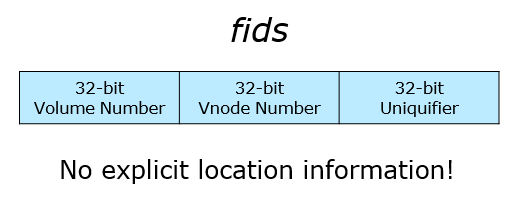 fids
32-bit
Volume Number
32-bit
Vnode Number
32-bit
Uniquifier
No explicit location information!